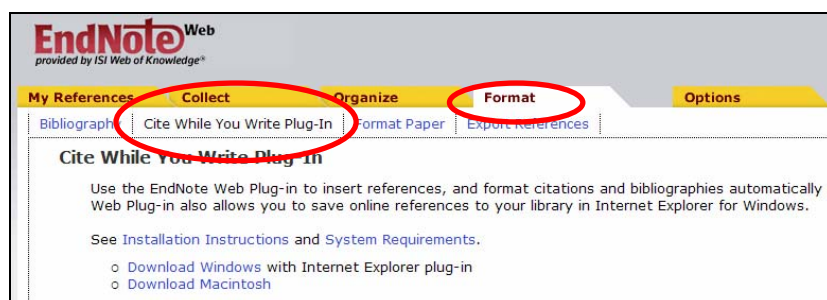 EndNote Web
provided by ISI Web of Knowledge®
My References Collect Organize Format Options
Bibliography Cite While You Write Plug-In Format Paper Export References
Cite While You Write Plug-In
Use the EndNote Web Plug-in to insert references, and format citations and bibliographies automatically
Web Plug-in also allows you to save online references to your library in Internet Explorer for Windows.
See Installation Instructions and System Requirements.
o Download Windows with Internet Explorer plug-in
o Download Macintosh